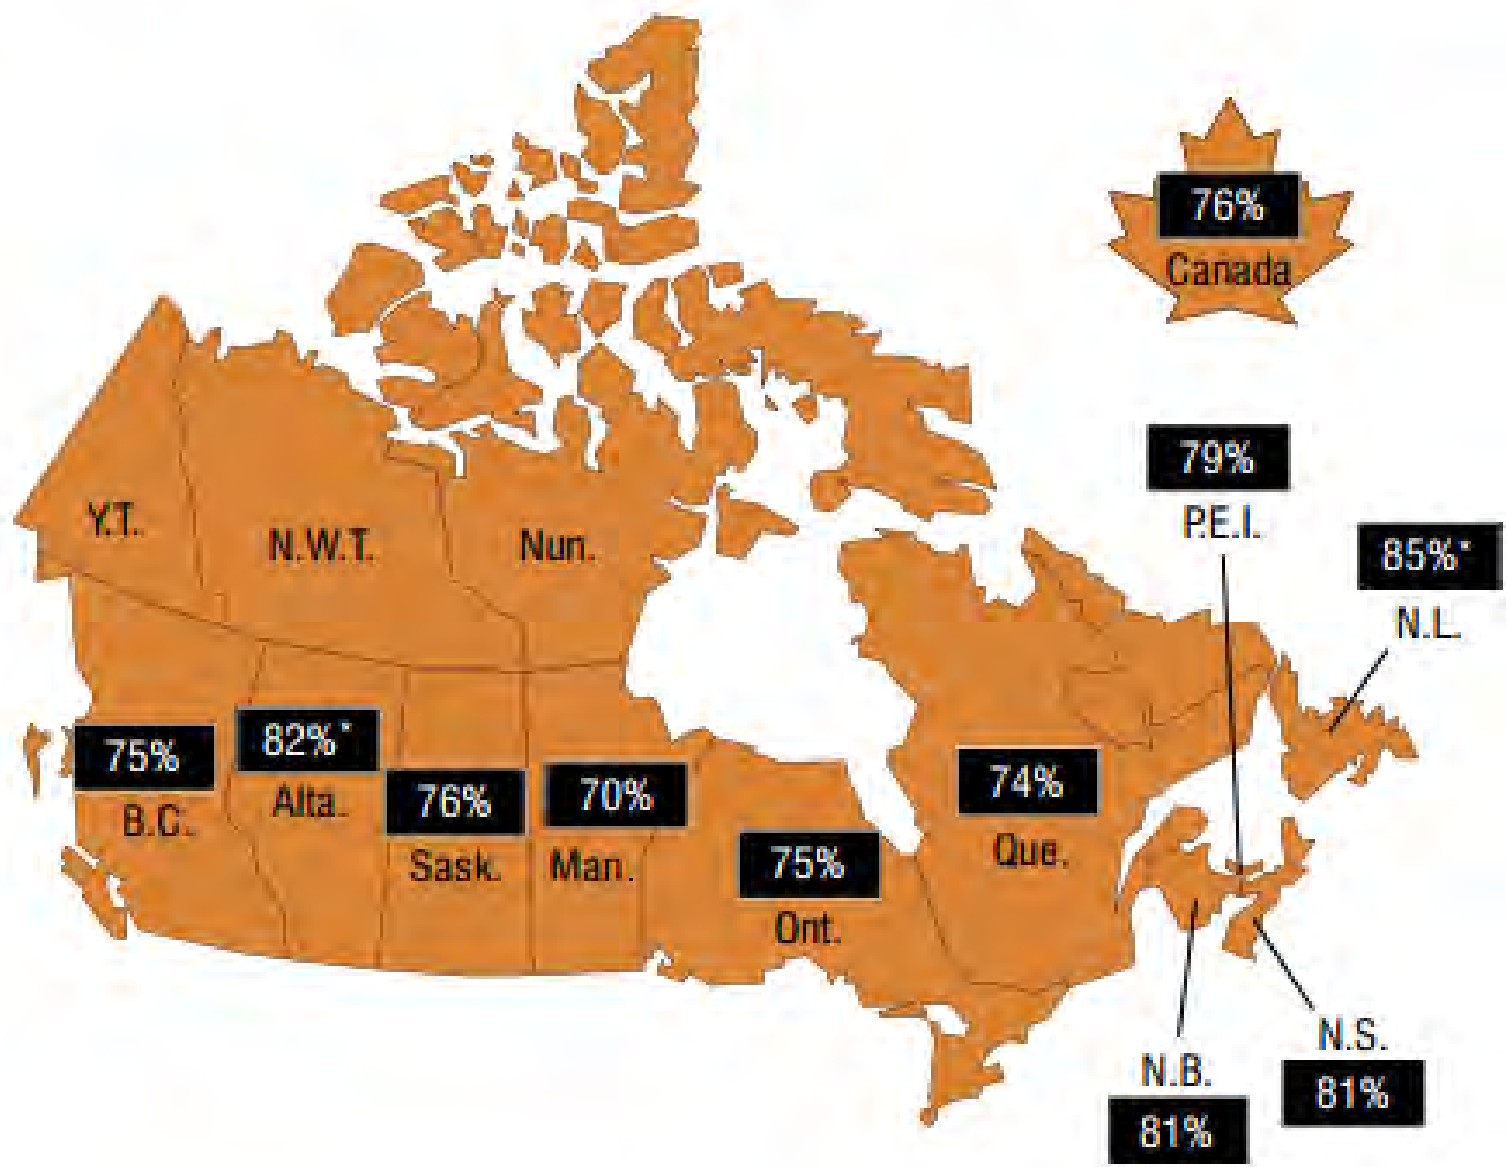 76%
Canada
79%
P.E.I.
85%*
N.L.
Y.T.
N.W.T.
Nun.
75%
B.C.
82%*
Alta.
76%
Sask.
70%
Man.
75%
Ont.
74%
Que.
N.B.
81%
N.S.
81%